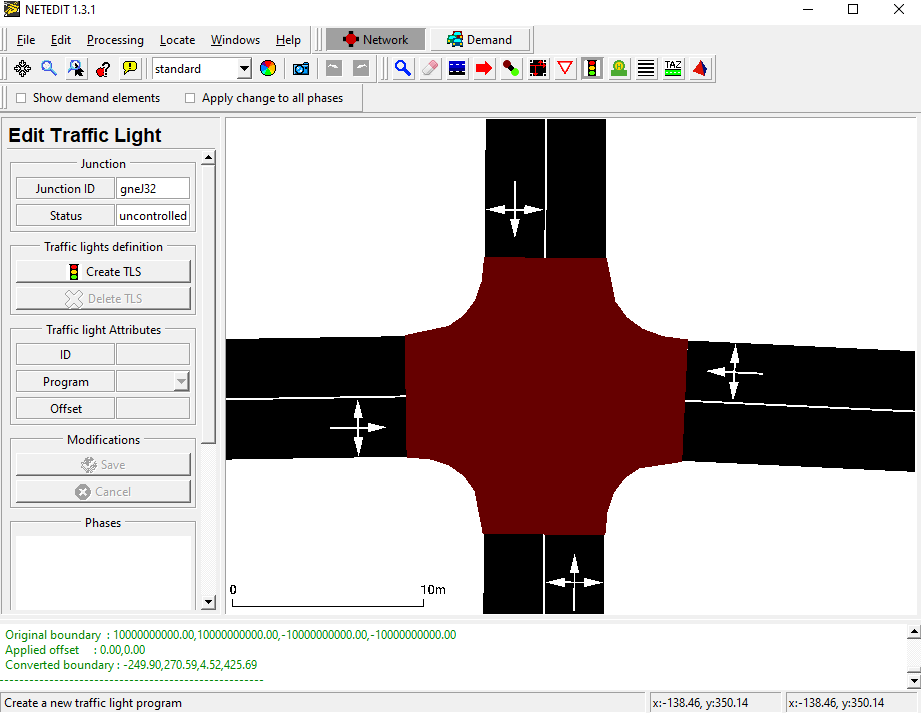 NETEDIT 1.3.1
File Edit Processing Locate Windows Help Network Demand
standard TAZ
Show demand elements Apply change to all phases
Edit Traffic Light
Junction
Junction ID gneJ32
Status uncontrolled
Traffic lights definition
Create TLS
Delete TLS
Traffic light Attributes
ID
Program
Offset
Modifications
Save
Cancel
Phases
0 10m
Original boundary : 10000000000.00,10000000000.00,-10000000000.00,-10000000000.00
Applied offset : 0.00,0.00
Converted boundary : -249.90,270.59,4.52,425.69
-----------------------------------------------------
Create a new traffic light program x:-138.46, y:350.14 x:-138.46, y:350.14